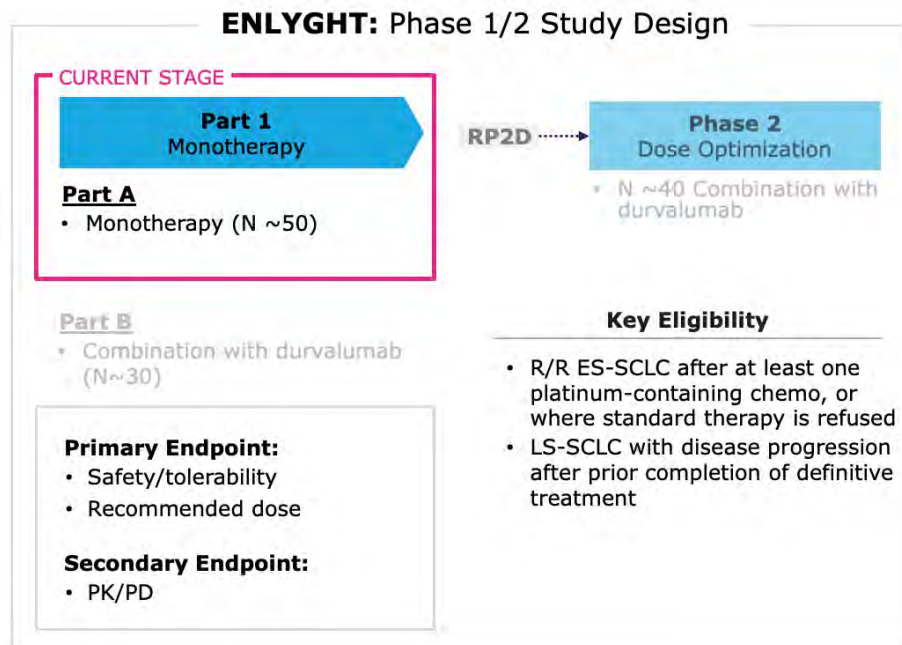 ENLYGHT: Phase 1/2 Study Design
CURRENT STAGE
Part 1
Monotherapy
Part A
• Monotherapy (N ~50)
RP2D
Phase 2
Dose Optimization
• N ~40 Combination with
durvalumab
Part B
• Combination with durvalumab
(N~30)
Primary Endpoint:
• Safety/tolerability
• Recommended dose
Secondary Endpoint:
• PK/PD
Key Eligibility
• R/R ES-SCLC after at least one
platinum-containing chemo, or
where standard therapy is refused
• LS-SCLC with disease progression
after prior completion of definitive
treatment